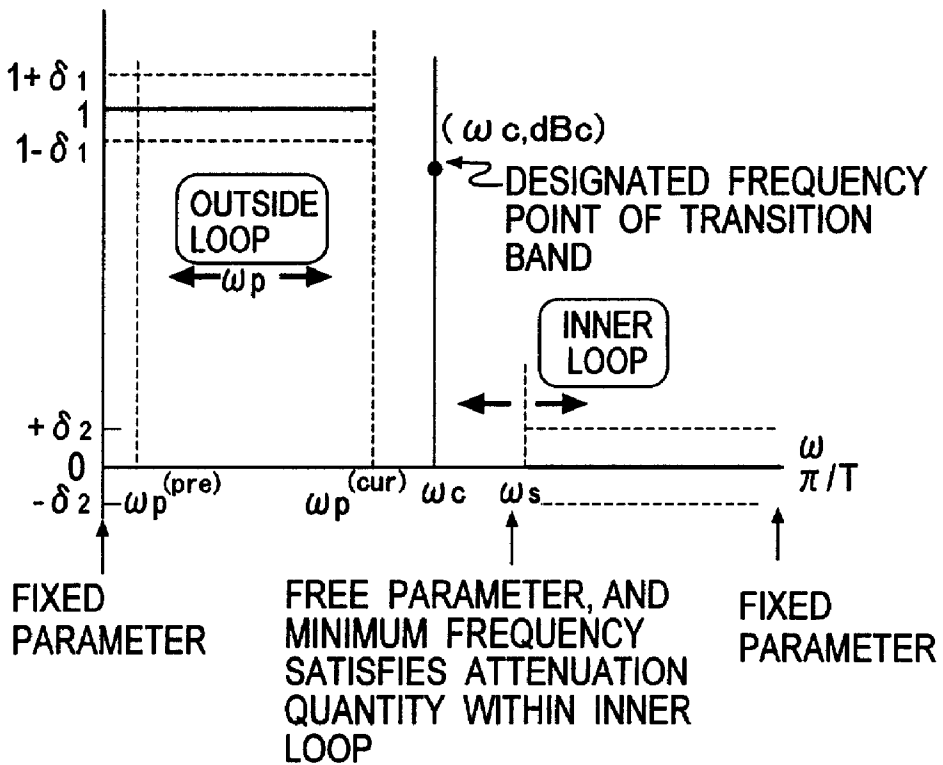 1+δ1
1
1-δ1
(ωc,dBc)
DESIGNATED FREQUENCY
POINT OF TRANSITION
BAND
OUTSIDE
LOOP
ωp
INNER
LOOP
+δ2
0
-δ2
ω
π/T
ωp(pre)
ωp(cur)
ωc
ωs
FIXED
PARAMETER
FREE PARAMETER, AND
MINIMUM FREQUENCY
SATISFIES ATTENUATION
QUANTITY WITHIN INNER
LOOP
FIXED
PARAMETER